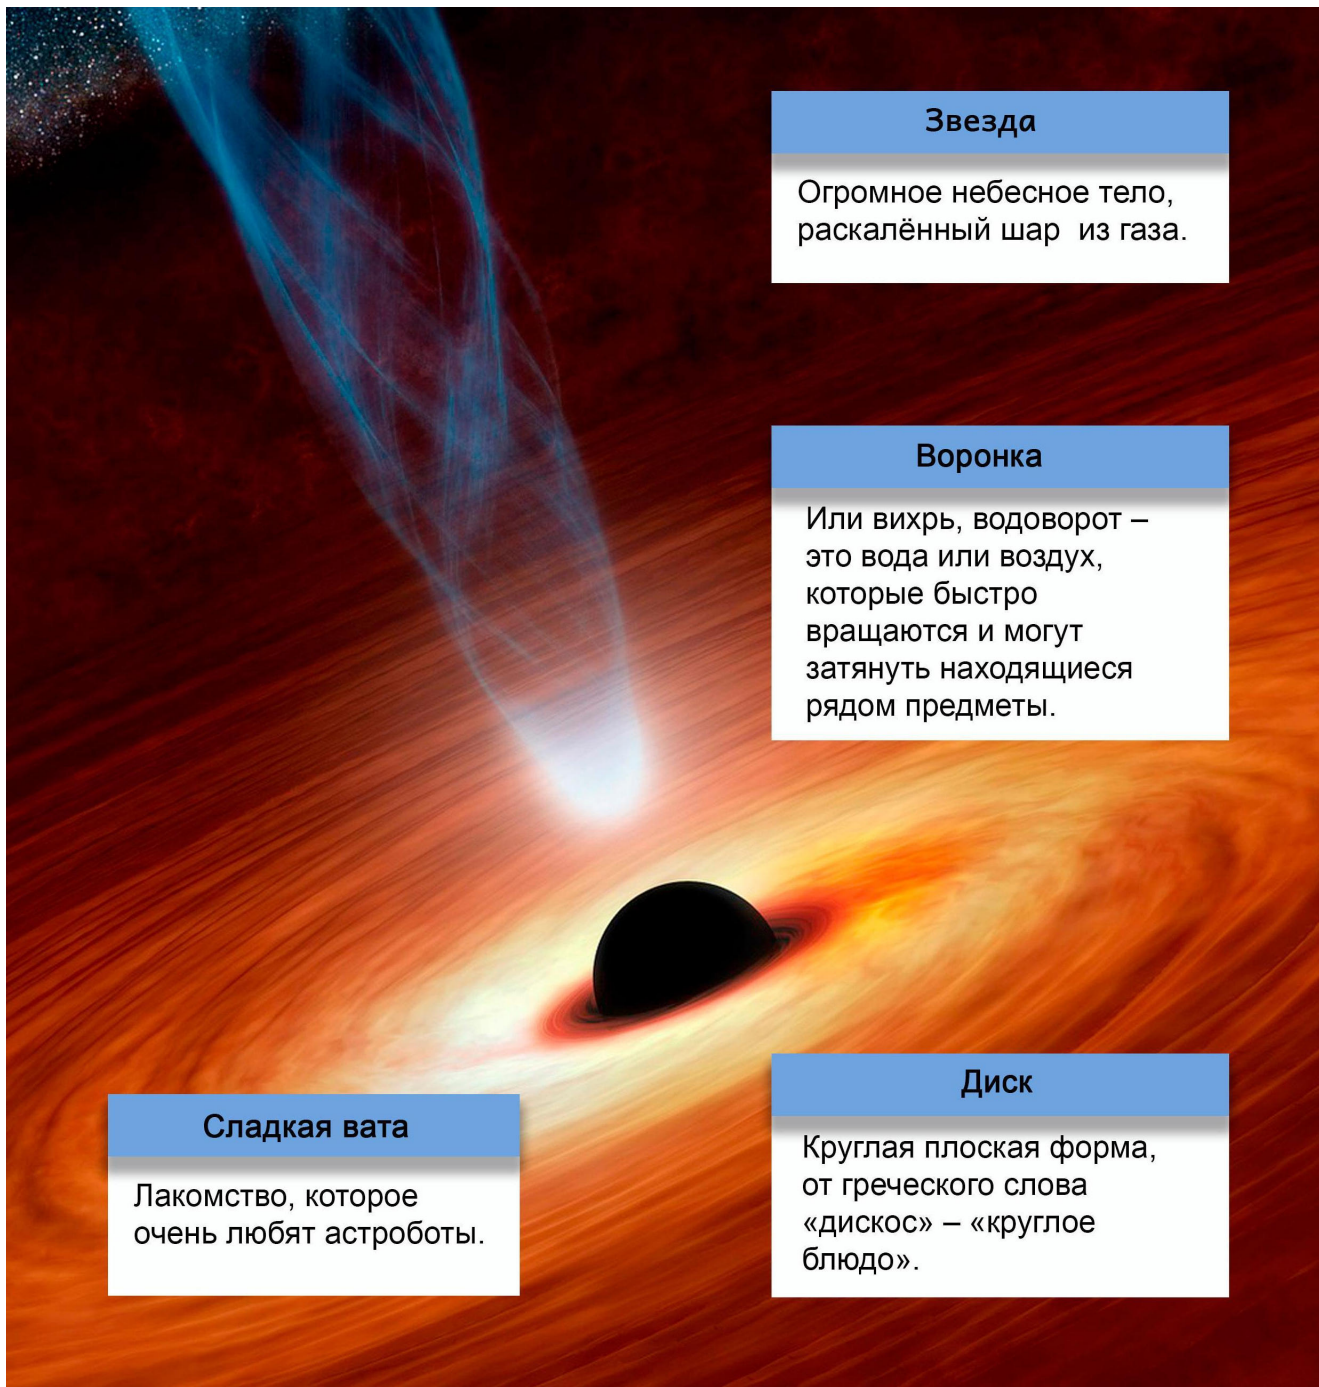 Звезда
Огромное небесное тело,
раскалённый шар из газа.
Воронка
Или вихрь, водоворот –
это вода или воздух,
которые быстро
вращаются и могут
затянуть находящиеся
рядом предметы.
Диск
Круглая плоская форма,
от греческого слова
«дискос» – «круглое
блюдо».
Сладкая вата
Лакомство, которое
очень любят астроботы.